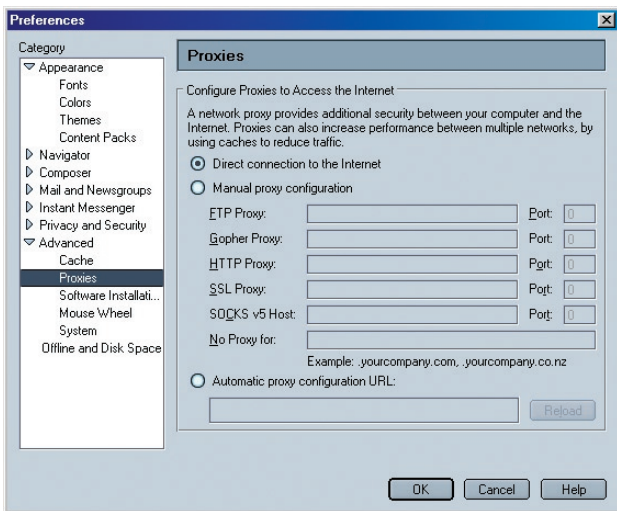 Preferences
Category
Appearance
Fonts
Colors
Themes
Content Packs
Navigator
Composer
Mail and Newsgroups
Instant Messenger
Privacy and Security
Advanced
Cache
Proxies
Software Installati...
Mouse Wheel
System
Offline and Disk Space
Proxies
Configure Proxies to Access the Internet
A network proxy provides additional security between your computer and the
Internet. Proxies can also increase performance between multiple networks, by
using caches to reduce traffic.
Direct connection to the Internet
Manual proxy configuration
FTP Proxy: Port: 0
Gopher Proxy: Port: 0
HTTP Proxy: Port: 0
SSL Proxy: Port: 0
SOCKS v5 Host: Port: 0
No Proxy for:
Example: .yourcompany.com, .yourcompany.co.nz
Automatic proxy configuration URL:
Reload
OK Cancel Help